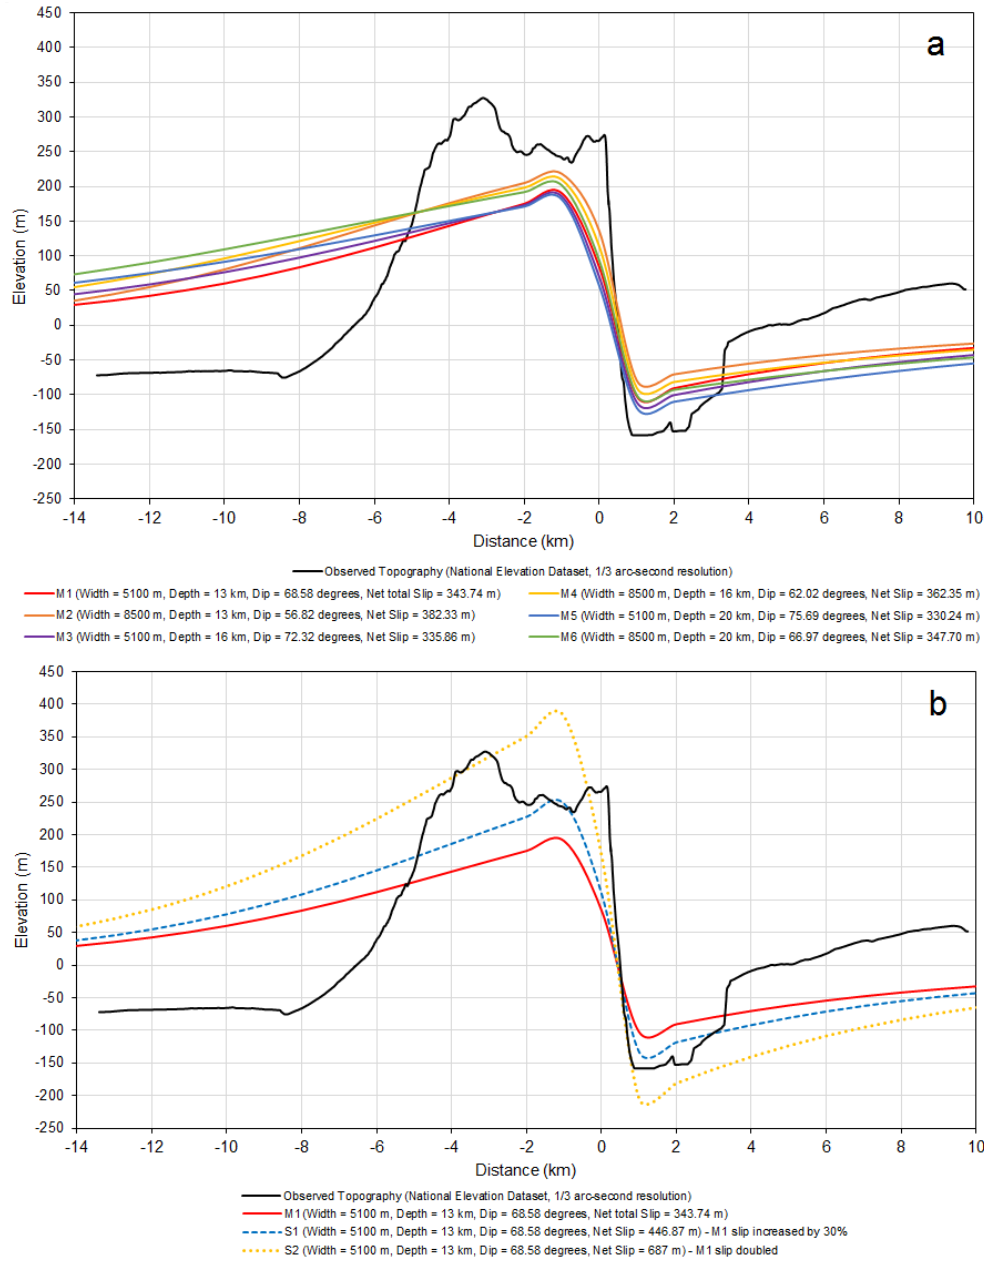 a
450
400
350
300
250
200
150
100
50
0
-50
-100
-150
-200
-250
Elevation (m)
-14 -12 -10 -8 -6 -4 -2 0 2 4 6 8 10
Distance (km)
Observed Topography (National Elevation Dataset, 1/3 arc-second resolution)
M1 (Width = 5100 m, Depth = 13 km, Dip = 68.58 degrees, Net total Slip = 343.74 m)
M4 (Width = 8500 m, Depth = 16 km, Dip = 62.02 degrees, Net Slip = 362.35 m)
M2 (Width = 8500 m, Depth = 13 km, Dip = 56.82 degrees, Net Slip = 382.33 m)
M5 (Width = 5100 m, Depth = 20 km, Dip = 75.69 degrees, Net Slip = 330.24 m)
M3 (Width = 5100 m, Depth = 16 km, Dip = 72.32 degrees, Net Slip = 335.86 m)
M6 (Width = 8500 m, Depth = 20 km, Dip = 66.97 degrees, Net Slip = 347.70 m)
b
450
400
350
300
250
200
150
100
50
0
-50
-100
-150
-200
-250
Elevation (m)
-14 -12 -10 -8 -6 -4 -2 0 2 4 6 8 10
Distance (km)
Observed Topography (National Elevation Dataset, 1/3 arc-second resolution)
M1 (Width = 5100 m, Depth = 13 km, Dip = 68.58 degrees, Net total Slip = 343.74 m)
S1 (Width = 5100 m, Depth = 13 km, Dip = 68.58 degrees, Net Slip = 446.87 m) - M1 slip increased by 30%
S2 (Width = 5100 m, Depth = 13 km, Dip = 68.58 degrees, Net Slip = 687 m) - M1 slip doubled